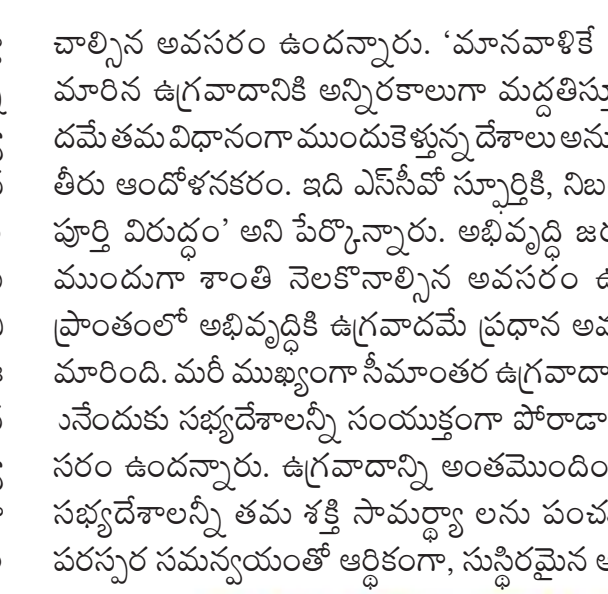 చాల్సిన అవసరం ఉందన్నారు. ‘మానవాళికే
మారిన ఉగ్రవాదానికి అన్నిరకాలుగా మద్దతిస్తు
దమే తమ విధానంగా ముందుకెళ్తున్న దేశాలు అను
తీరు ఆందోళనకరం. ఇది ఎస్‌సీవో స్ఫూర్తికి, నిబ
పూర్తి విరుద్ధం’ అని పేర్కొన్నారు. అభివృద్ధి జర
ముందుగా శాంతి నెలకొనాల్సిన అవసరం
ప్రాంతంలో అభివృద్ధికి ఉగ్రవాదమే ప్రధాన అవ
మారింది. మరీ ముఖ్యంగా సీమాంతర ఉగ్రవాదా
ఎనేందుకు సభ్యదేశాలన్నీ సంయుక్తంగా పోరాడా
సరం ఉందన్నారు. ఉగ్రవాదాన్ని అంతమొందిం
సభ్యదేశాలన్నీ తమ శక్తి సామర్థ్యా లను పంచు
పరస్పర సమన్వయంతో ఆర్థికంగా, సుస్థిరమైన